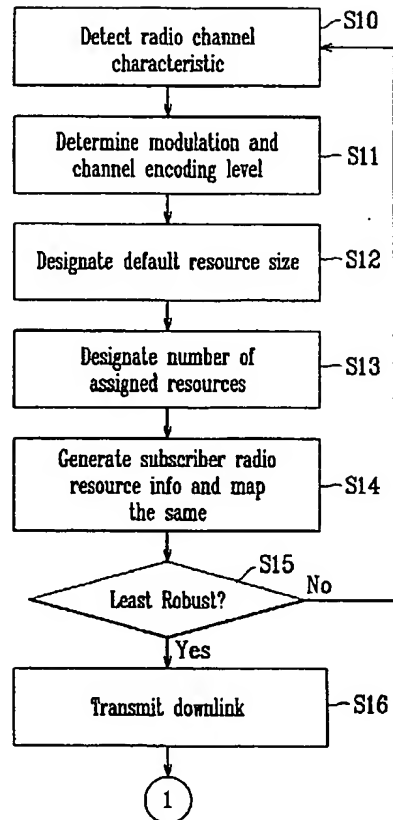 Detect radio channel
characteristic
S10
Determine modulation and
channel encoding level
S11
Designate default resource size
S12
Designate number of
assigned resources
S13
Generate subscriber radio
resource info and map
the same
S14
Least Robust?
S15
No
Yes
Transmit downlink
S16
1